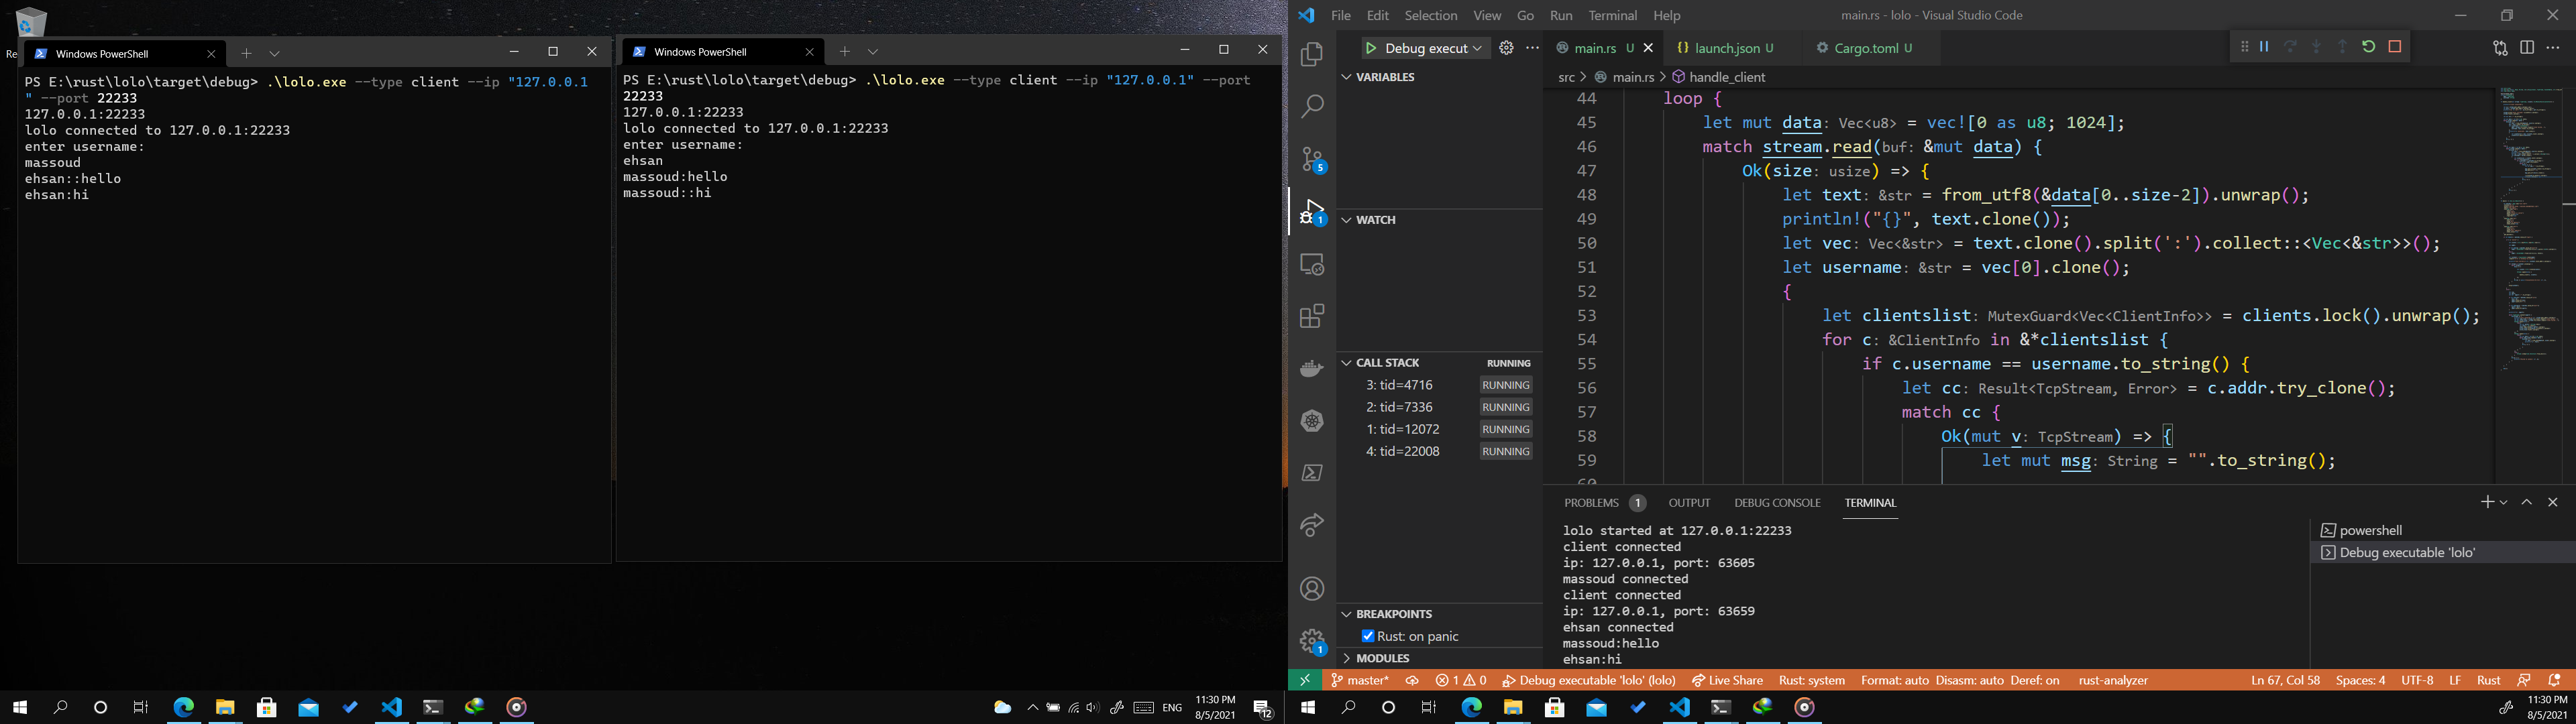 Re
Windows PowerShell
PS E:\rust\lolo\target\debug> .\lolo.exe --type client --ip "127.0.0.1
" --port 22233
127.0.0.1:22233
lolo connected to 127.0.0.1:22233
enter username:
massoud
ehsan::hello
ehsan:hi
Windows PowerShell
PS E:\rust\lolo\target\debug> .\lolo.exe --type client --ip "127.0.0.1" --port
22233
127.0.0.1:22233
lolo connected to 127.0.0.1:22233
enter username:
ehsan
massoud:hello
massoud::hi
File Edit Selection View Go Run Terminal Help
main.rs - lolo - Visual Studio Code
Debug execut
main.rs U
launch.json U
Cargo.toml U
src > main.rs > handle_client
VARIABLES
WATCH
CALL STACK RUNNING
3: tid=4716 RUNNING
2: tid=7336 RUNNING
1: tid=12072 RUNNING
4: tid=22008 RUNNING
BREAKPOINTS
Rust: on panic
MODULES
5
1
1
44 loop {
45 let mut data: Vec<u8> = vec![0 as u8; 1024];
46 match stream.read(buf: &mut data) {
47 Ok(size: usize) => {
48 let text: &str = from_utf8(&data[0..size-2]).unwrap();
49 println!("{}", text.clone());
50 let vec: Vec<&str> = text.clone().split(':').collect::<Vec<&str>>();
51 let username: &str = vec[0].clone();
52 {
53 let clientslist: MutexGuard<Vec<ClientInfo>> = clients.lock().unwrap();
54 for c: &ClientInfo in &*clientslist {
55 if c.username == username.to_string() {
56 let cc: Result<TcpStream, Error> = c.addr.try_clone();
57 match cc {
58 Ok(mut v: TcpStream) => {
59 let mut msg: String = "".to_string();
60
PROBLEMS 1 OUTPUT DEBUG CONSOLE TERMINAL
lolo started at 127.0.0.1:22233
client connected
ip: 127.0.0.1, port: 63605
massoud connected
client connected
ip: 127.0.0.1, port: 63659
ehsan connected
massoud:hello
ehsan:hi
powershell
Debug executable 'lolo'
master* 1 0 Debug executable 'lolo' (lolo) Live Share Rust: system Format: auto Disasm: auto Deref: on rust-analyzer
Ln 67, Col 58 Spaces: 4 UTF-8 LF Rust
ENG
11:30 PM
8/5/2021
12
11:30 PM
8/5/2021